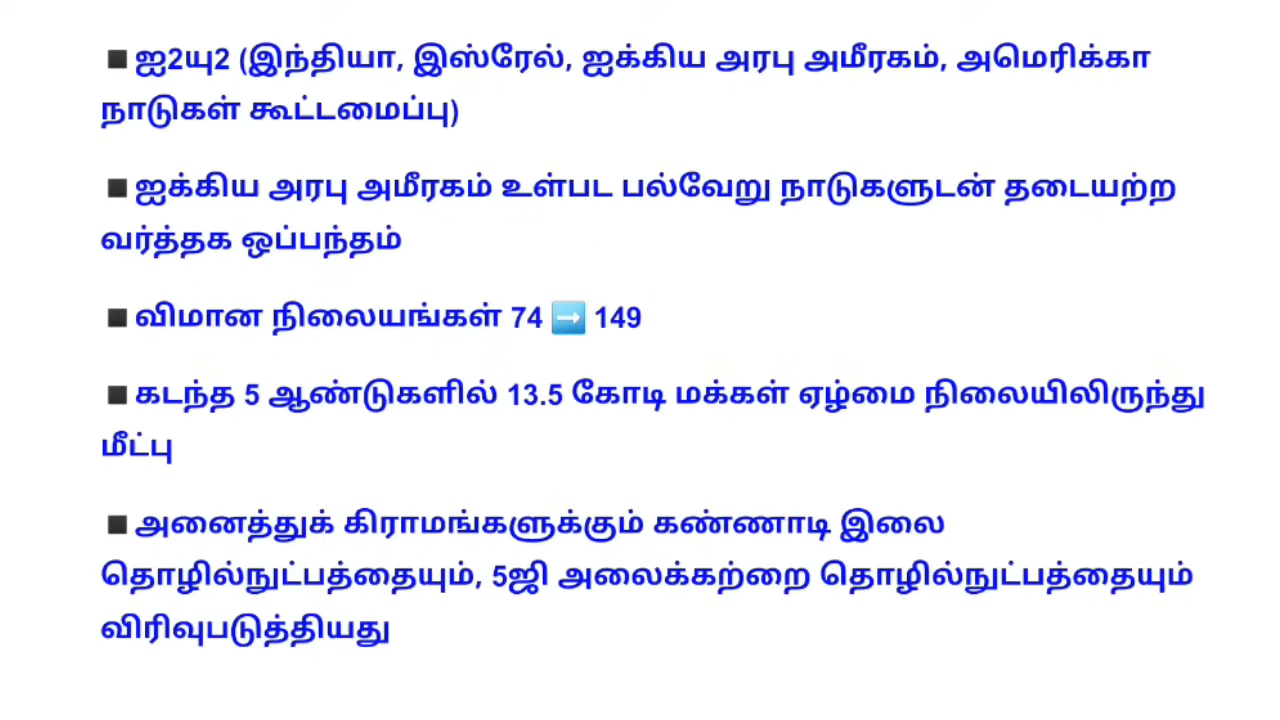 ◾ஐ2யு2 (இந்தியா, இஸ்ரேல், ஐக்கிய அரபு அமீரகம், அமெரிக்கா
நாடுகள் கூட்டமைப்பு)
◾ஐக்கிய அரபு அமீரகம் உள்பட பல்வேறு நாடுகளுடன் தடையற்ற
வர்த்தக ஒப்பந்தம்
◾விமான நிலையங்கள் 74 ➡️ 149
◾கடந்த 5 ஆண்டுகளில் 13.5 கோடி மக்கள் ஏழ்மை நிலையிலிருந்து
மீட்பு
◾அனைத்துக் கிராமங்களுக்கும் கண்ணாடி இலை
தொழில்நுட்பத்தையும், 5ஜி அலைக்கற்றை தொழில்நுட்பத்தையும்
விரிவுபடுத்தியது